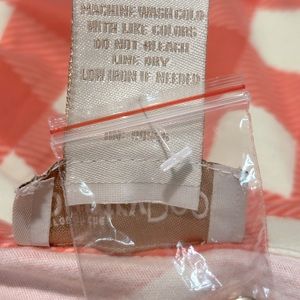 MACHINE WASH COLD
WITH LIKE COLORS
DO NOT BLEACH
LINE DRY
LOW IRON IF NEEDED